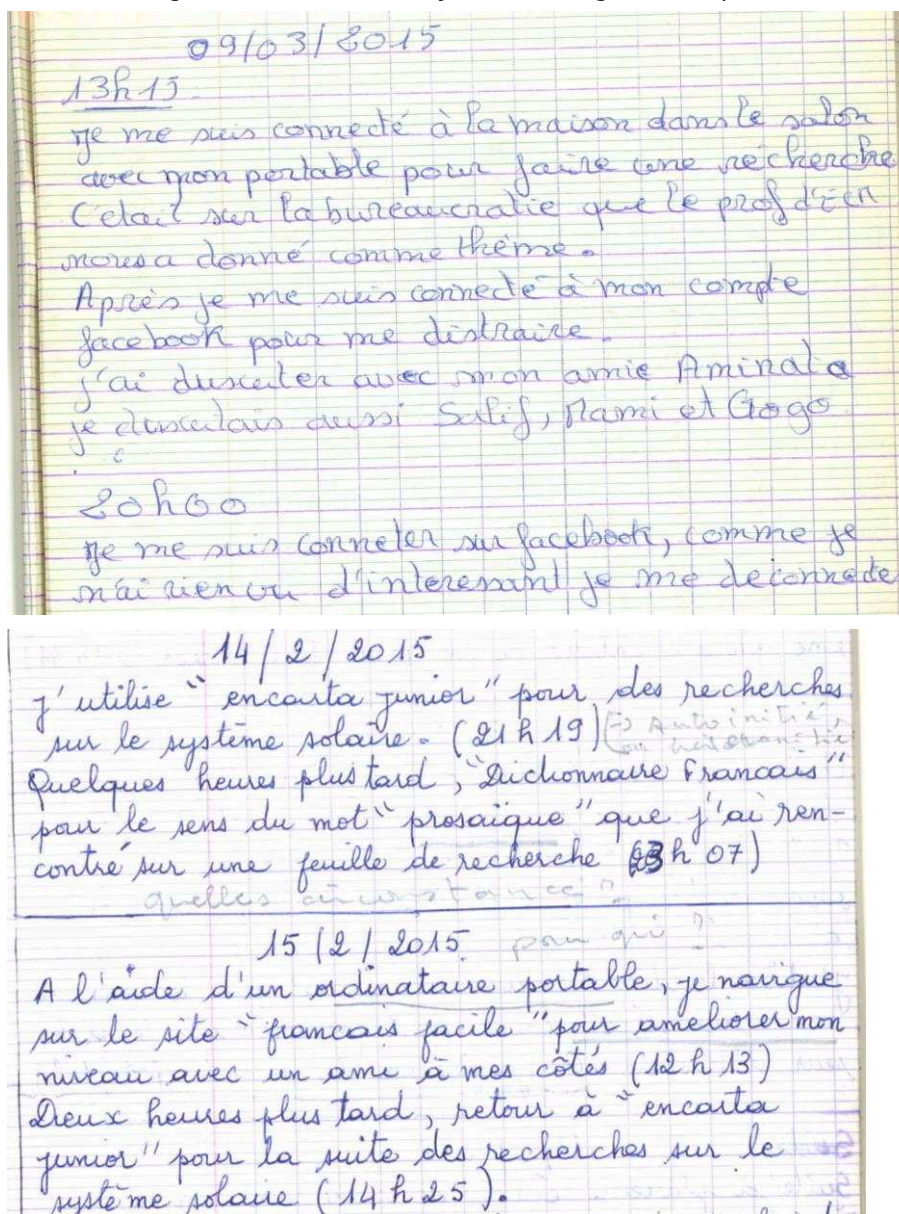 09/03/2015
13h15
je me suis connecté à la maison dans le salon
avec mon portable pour faire une recherche
C'etait sur la bureaucratie que le prof d'ECM
nous a donné comme thème.
Après je me suis connecté à mon compte
facebook pour me distraire.
j'ai duscuter avec mon amie Aminata
je duscutais aussi Salif, Mami et Gogo
20h00
je me suis conneter sur facebook, comme je
n'ai rien vu d'interessant je me deconnecte
14/2/2015
j'utilise "encarta junior" pour des recherches
sur le système solaire. (21h19) (=> Autoinitié,
ou
Quelques heures plus tard, "Dichonnaire Francais"
pour le sens du mot "prosaïque" que j'ai ren-
contré sur une feuille de recherche (23h07)
quelles circonstance ?
15/2/2015 pour qui ?
A l'aide d'un ordinataire portable, je navigue
sur le site "francais facile" pour ameliorer mon
niveau avec un ami à mes côtés (12h13)
Deux heures plus tard, retour à "encarta
junior" pour la suite des recherches sur le
système solaire (14h25).